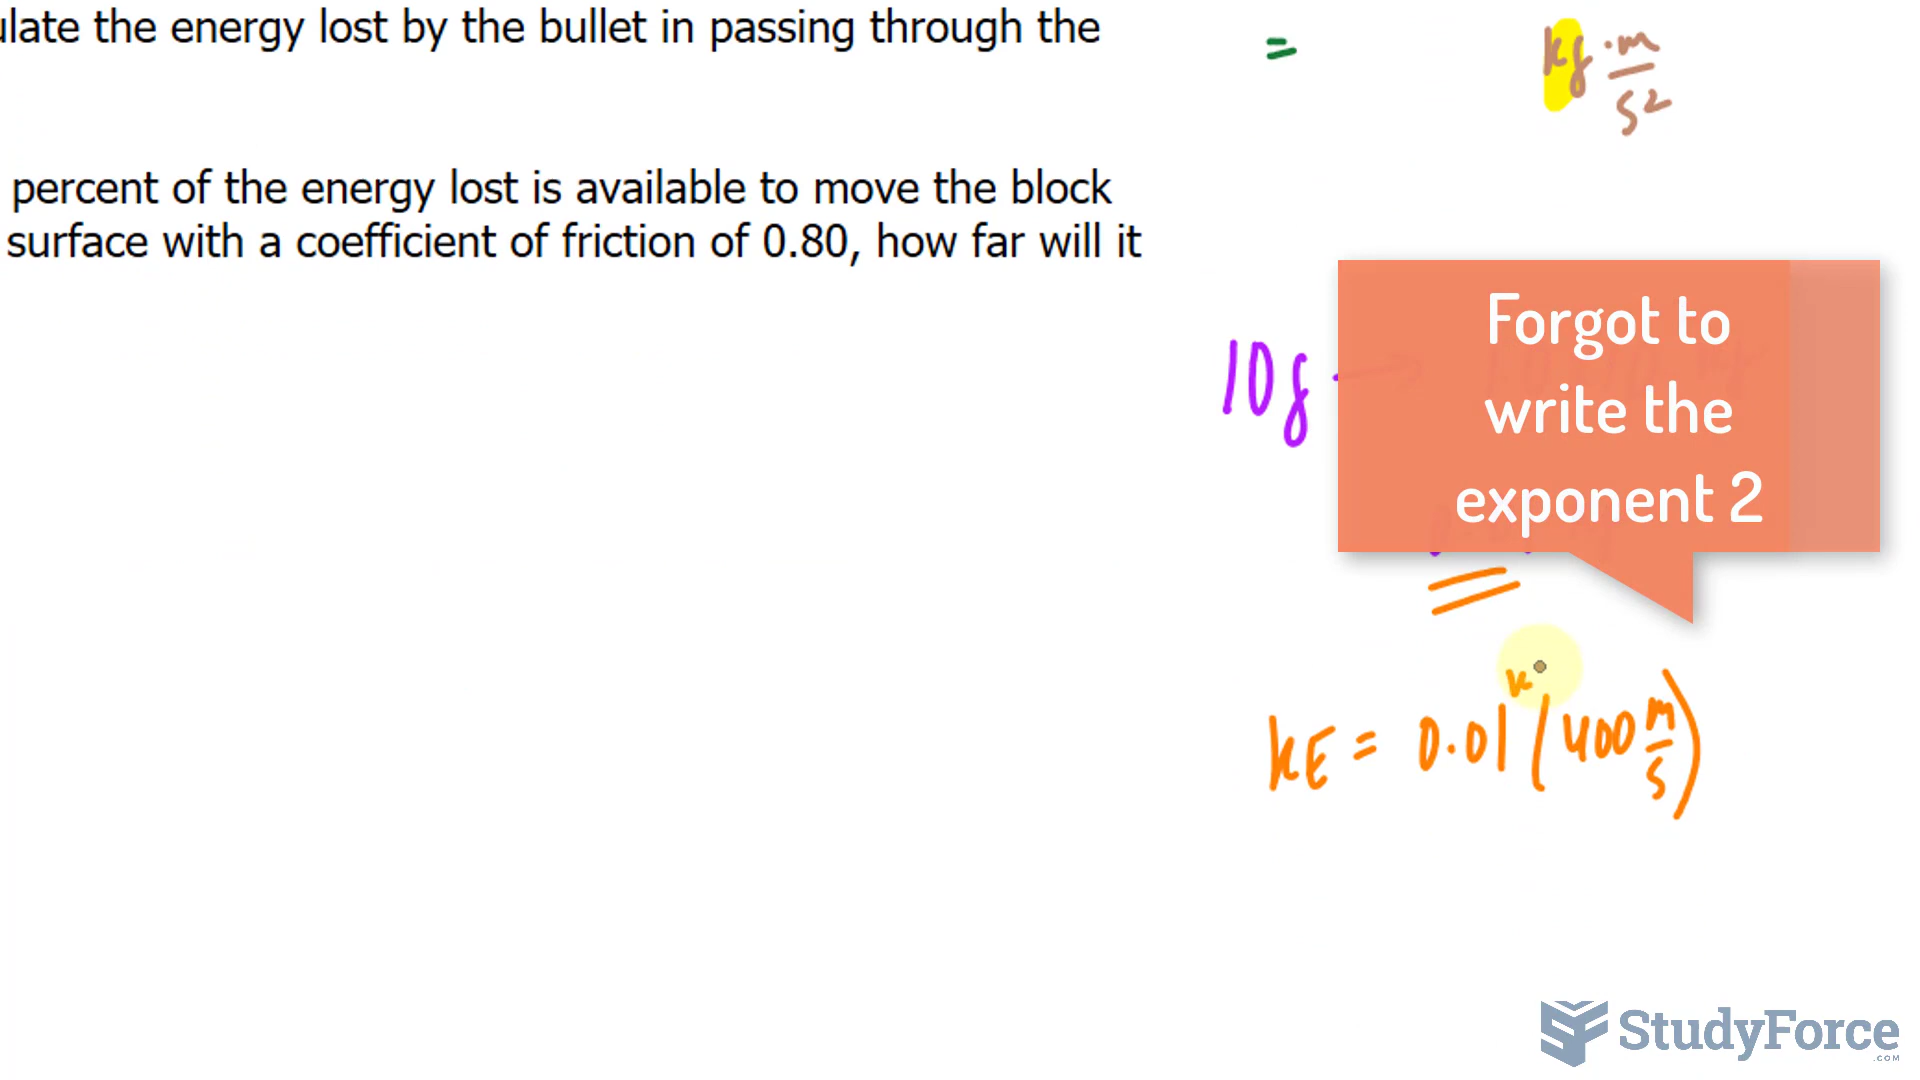 ulate the energy lost by the bullet in passing through the
= kg · m / s²
percent of the energy lost is available to move the block
surface with a coefficient of friction of 0.80, how far will it
Forgot to
write the
exponent 2
10g →
KE = 0.01 k (400 m/s)
StudyForce
.COM